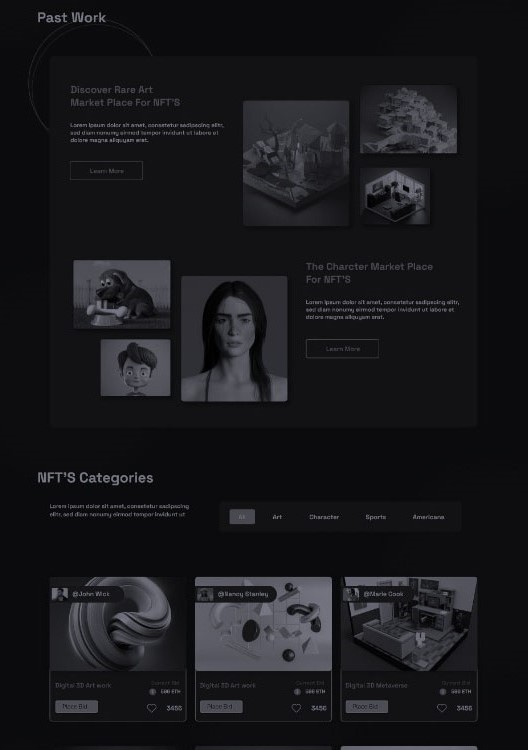 Past Work
Discover Rare Art
Market Place For NFT'S
Lorem ipsum dolor sit amet, consetetur sadipscing elitr,
sed diam nonumy eirmod tempor invidunt ut labore et
dolore magna aliquyam erat.
Learn More
The Charcter Market Place
For NFT'S
Lorem ipsum dolor sit amet, consetetur sadipscing elitr,
sed diam nonumy eirmod tempor invidunt ut labore et
dolore magna aliquyam erat.
Learn More
NFT'S Categories
Lorem ipsum dolor sit amet, consetetur sadipscing
elitr, sed diam nonumy eirmod tempor invidunt ut
All
Art
Character
Sports
Americans
@John Wick
@Nancy Stanley
@Marie Cook
Digital 3D Art work
Current Bid
ETH
Place Bid
3456
Digital 3D Art work
Current Bid
ETH
Place Bid
3456
Digital 3D Metaverse
Current Bid
ETH
Place Bid
3456